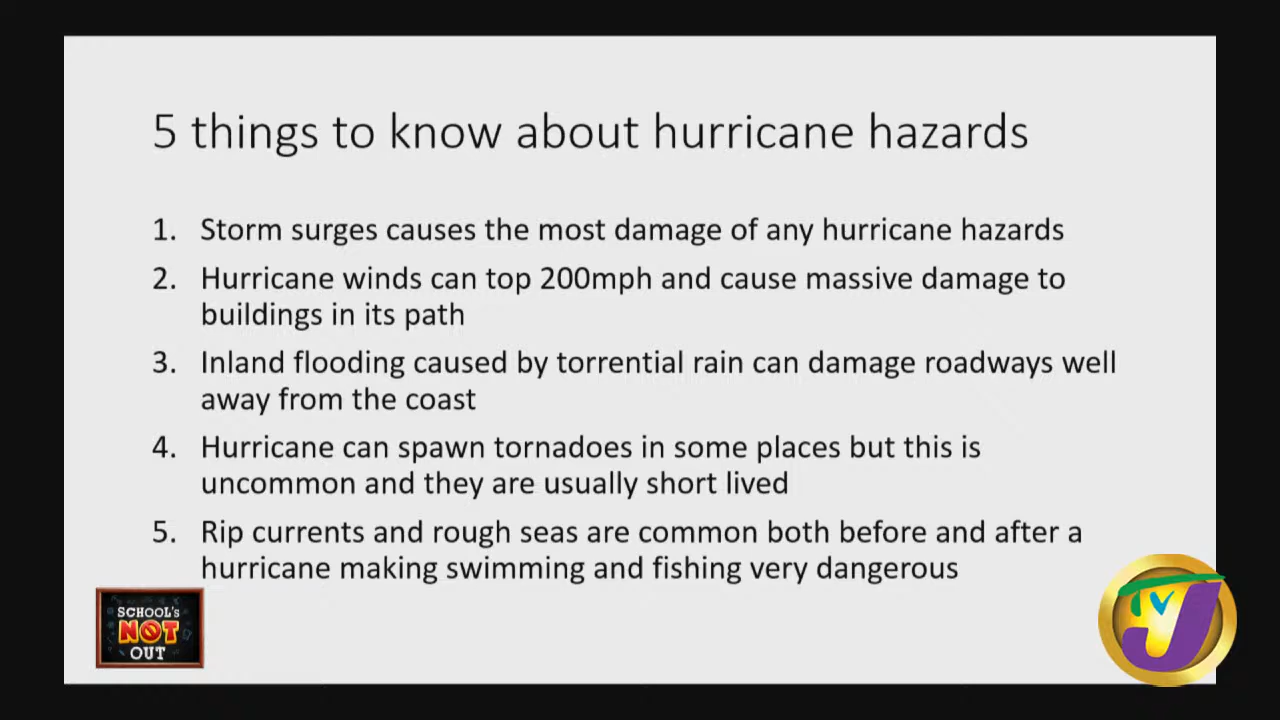 5 things to know about hurricane hazards
1. Storm surges causes the most damage of any hurricane hazards
2. Hurricane winds can top 200mph and cause massive damage to
buildings in its path
3. Inland flooding caused by torrential rain can damage roadways well
away from the coast
4. Hurricane can spawn tornadoes in some places but this is
uncommon and they are usually short lived
5. Rip currents and rough seas are common both before and after a
hurricane making swimming and fishing very dangerous
SCHOOL's
NOT
OUT
TVJ